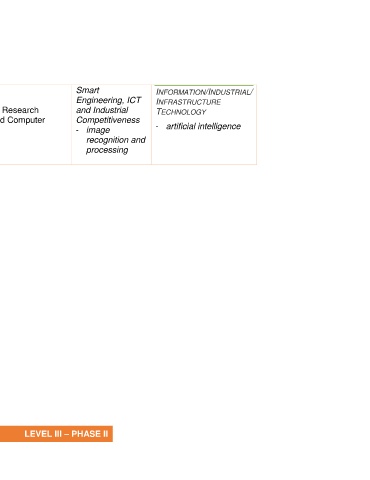 Research
d Computer
Smart
Engineering, ICT
and Industrial
Competitiveness
- image
recognition and
processing
INFORMATION/INDUSTRIAL/
INFRASTRUCTURE
TECHNOLOGY
- artificial intelligence
LEVEL III – PHASE II